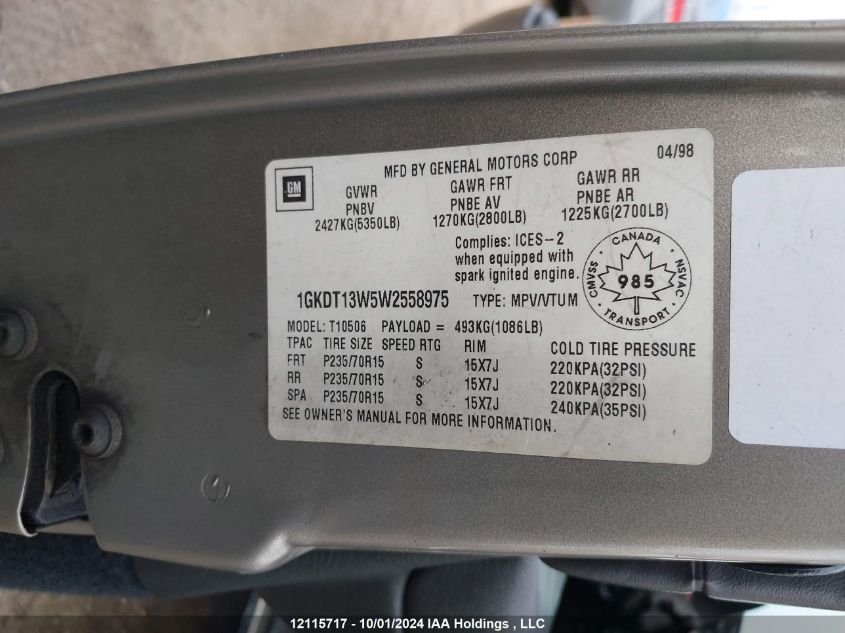 GM
MFD BY GENERAL MOTORS CORP 04/98
GVWR GAWR FRT GAWR RR
PNBV PNBE AV PNBE AR
2427KG(5350LB) 1270KG(2800LB) 1225KG(2700LB)
Complies: ICES-2
when equipped with
spark ignited engine.
CANADA
CMVSS 985 NSVAC
TRANSPORT
1GKDT13W5W2558975 TYPE: MPV/VTUM
MODEL: T10506 PAYLOAD = 493KG(1086LB)
TPAC TIRE SIZE SPEED RTG RIM COLD TIRE PRESSURE
FRT P235/70R15 S 15X7J 220KPA(32PSI)
RR P235/70R15 S 15X7J 220KPA(32PSI)
SPA P235/70R15 S 15X7J 240KPA(35PSI)
SEE OWNER'S MANUAL FOR MORE INFORMATION.
12115717 - 10/01/2024 IAA Holdings , LLC